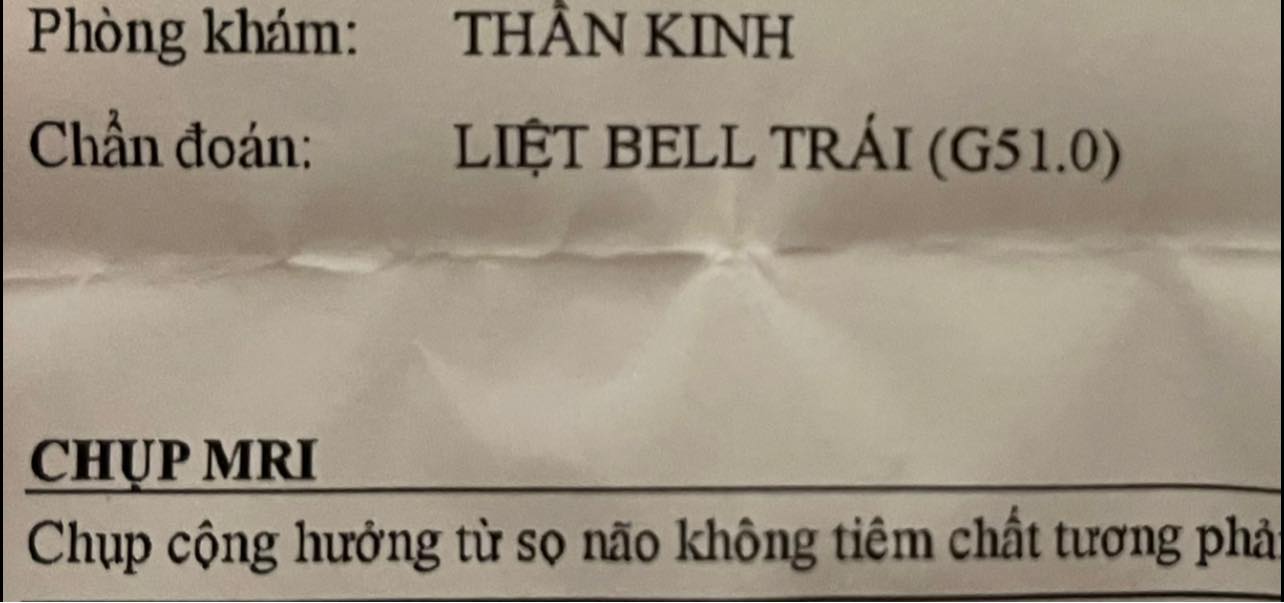 Phòng khám: THẦN KINH
Chẩn đoán: LIỆT BELL TRÁI (G51.0)
CHỤP MRI
Chụp cộng hưởng từ sọ não không tiêm chất tương phả